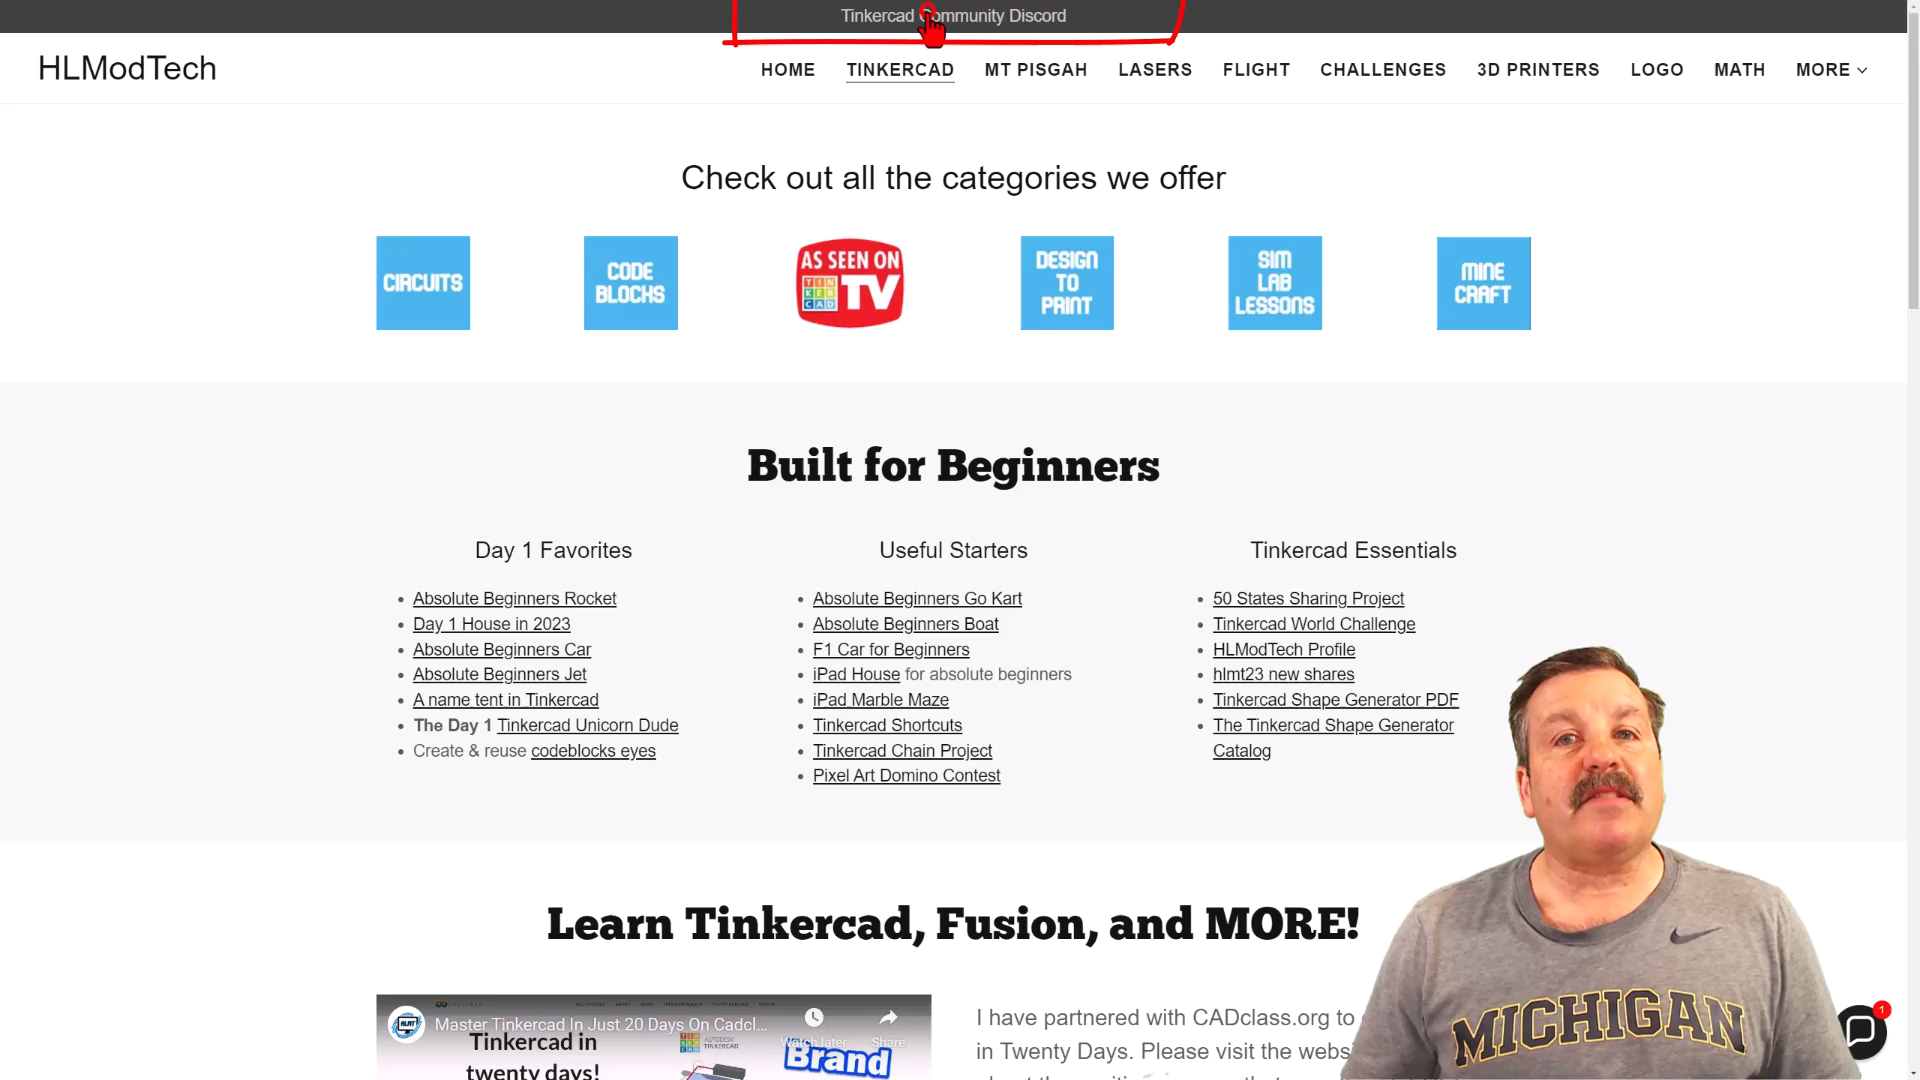 Tinkercad Community Discord
HLModTech
HOME TINKERCAD MT PISGAH LASERS FLIGHT CHALLENGES 3D PRINTERS LOGO MATH MORE
Check out all the categories we offer
CIRCUITS
CODE
BLOCKS
AS SEEN ON
TIN
KER
CAD
TV
DESIGN
TO
PRINT
SIM
LAB
LESSONS
MINE
CRAFT
Built for Beginners
Day 1 Favorites
Absolute Beginners Rocket
Day 1 House in 2023
Absolute Beginners Car
Absolute Beginners Jet
A name tent in Tinkercad
The Day 1 Tinkercad Unicorn Dude
Create & reuse codeblocks eyes
Useful Starters
Absolute Beginners Go Kart
Absolute Beginners Boat
F1 Car for Beginners
iPad House for absolute beginners
iPad Marble Maze
Tinkercad Shortcuts
Tinkercad Chain Project
Pixel Art Domino Contest
Tinkercad Essentials
50 States Sharing Project
Tinkercad World Challenge
HLModTech Profile
hlmt23 new shares
Tinkercad Shape Generator PDF
The Tinkercad Shape Generator
Catalog
Learn Tinkercad, Fusion, and MORE!
HLMT
Master Tinkercad In Just 20 Days On Cadcl...
Watch later
Share
Tinkercad in
twenty days!
AUTODESK
TINKERCAD
Brand
I have partnered with CADclass.org to
in Twenty Days. Please visit the
MICHIGAN
1